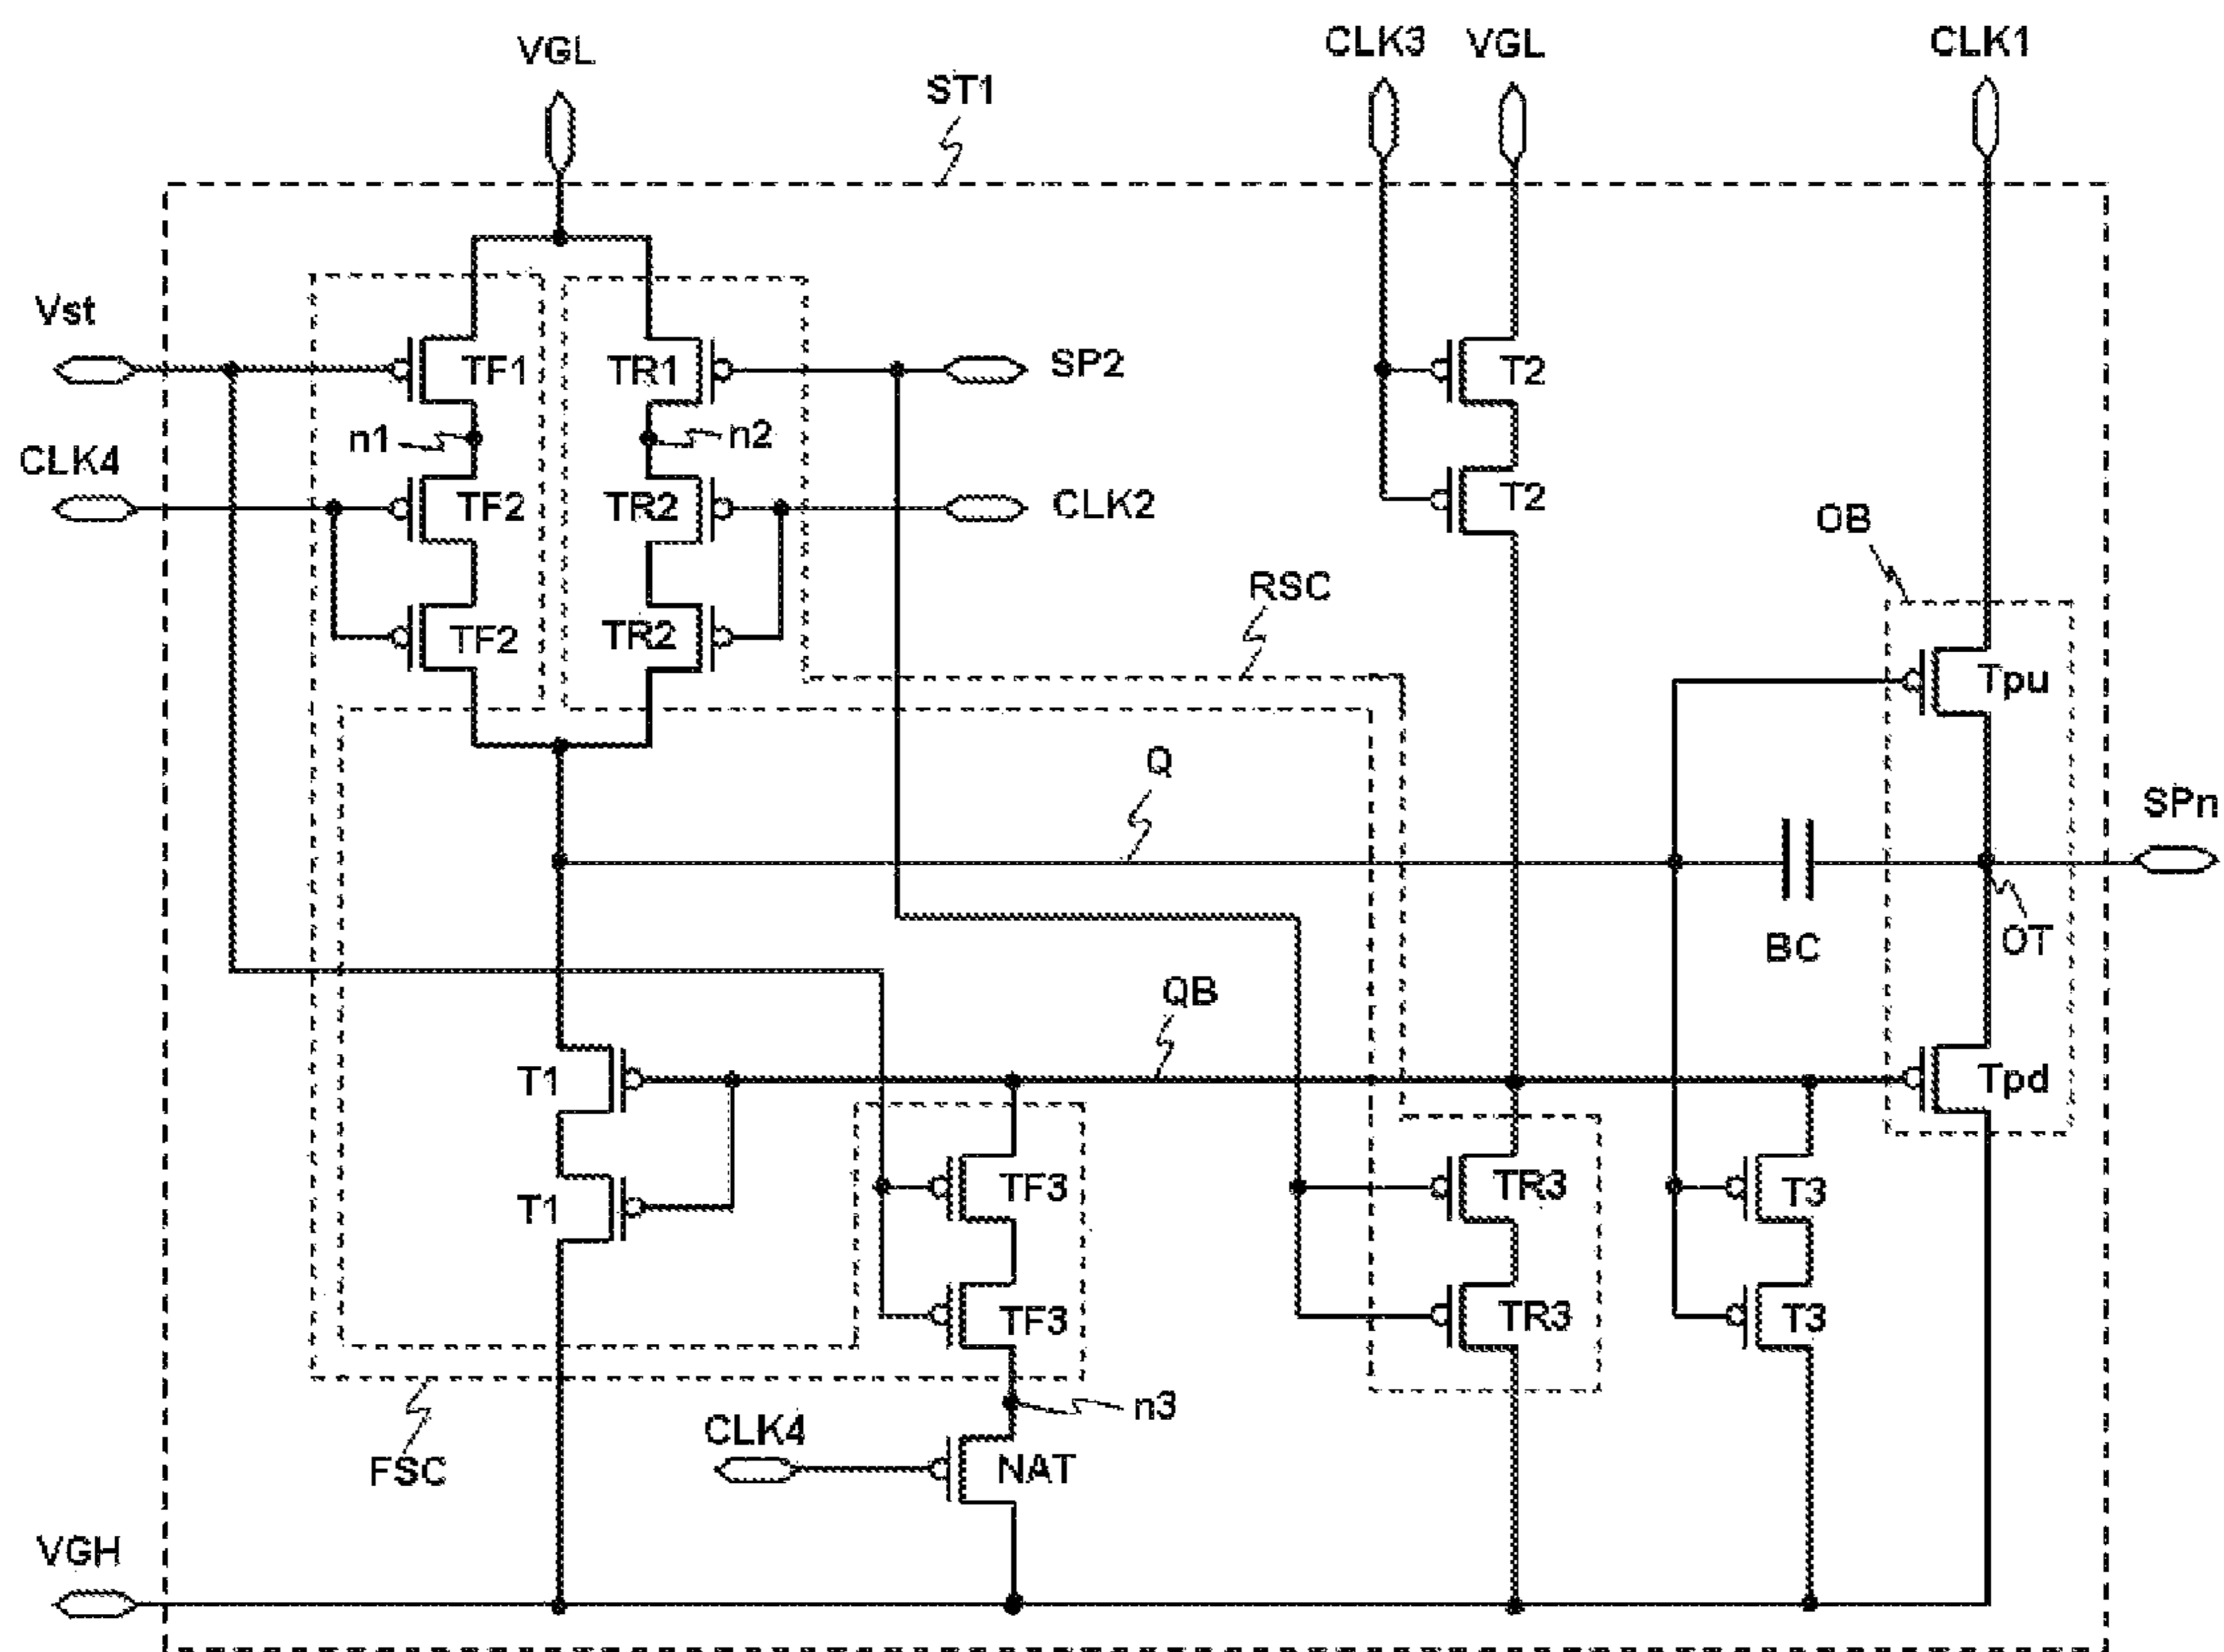 VGL
ST1
CLK3
VGL
CLK1
Vst
TF1
TR1
SP2
T2
n1
n2
CLK4
TF2
TR2
CLK2
T2
OB
RSC
TF2
TR2
Tpu
Q
SPn
BC
OT
QB
T1
Tpd
T1
TF3
TR3
T3
TF3
TR3
T3
n3
CLK4
FSC
NAT
VGH